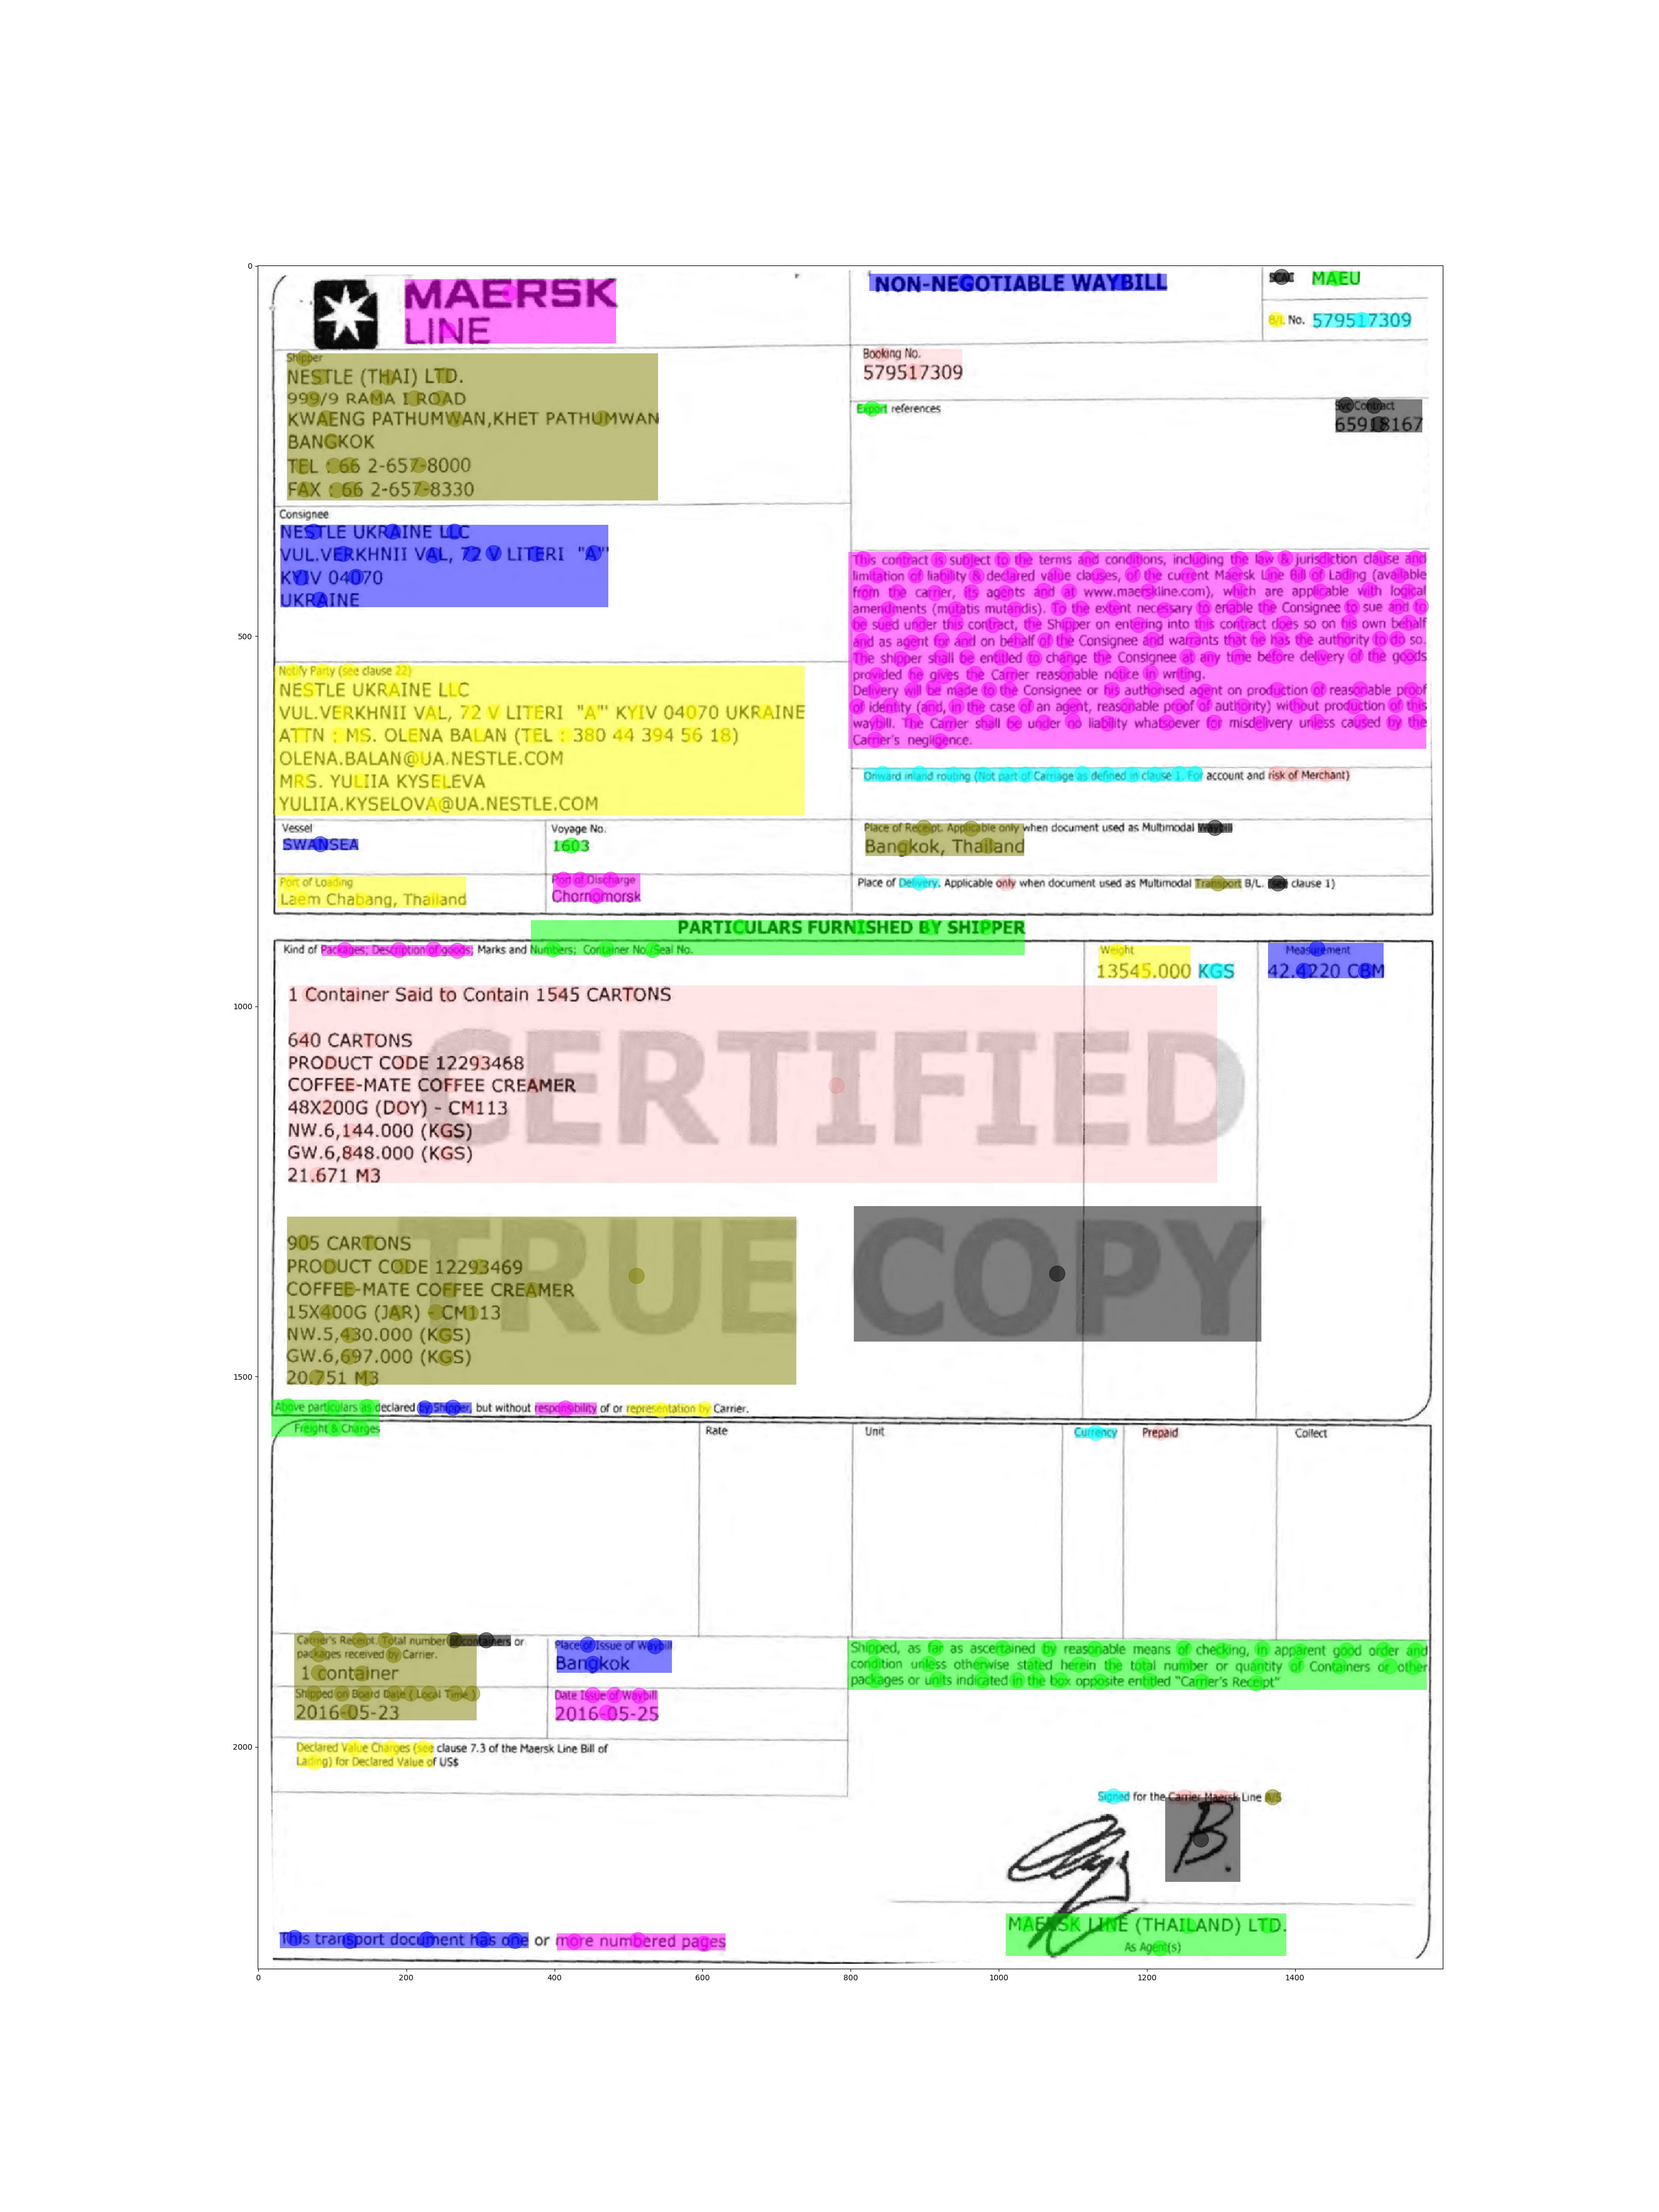 MAERSK
LINE
NON-NEGOTIABLE WAYBILL
SCAC MAEU
B/L No. 579517309
Shipper
NESTLE (THAI) LTD.
999/9 RAMA I ROAD
KWAENG PATHUMWAN,KHET PATHUMWAN
BANGKOK
TEL : 66 2-657-8000
FAX : 66 2-657-8330
Booking No.
579517309
Export references
Svc Contract
65918167
Consignee
NESTLE UKRAINE LLC
VUL.VERKHNII VAL, 72 V LITERI "A"'
KYIV 04070
UKRAINE
This contract is subject to the terms and conditions, including the law & jurisdiction clause and
limitation of liability & declared value clauses, of the current Maersk Line Bill of Lading (available
from the carrier, its agents and at www.maerskline.com), which are applicable with logical
amendments (mutatis mutandis). To the extent necessary to enable the Consignee to sue and to
be sued under this contract, the Shipper on entering into this contract does so on his own behalf
and as agent for and on behalf of the Consignee and warrants that he has the authority to do so.
The shipper shall be entitled to change the Consignee at any time before delivery of the goods
provided he gives the Carrier reasonable notice in writing.
Delivery will be made to the Consignee or his authorised agent on production of reasonable proof
of identity (and, in the case of an agent, reasonable proof of authority) without production of this
waybill. The Carrier shall be under no liability whatsoever for misdelivery unless caused by the
Carrier's negligence.
Notify Party (see clause 22)
NESTLE UKRAINE LLC
VUL.VERKHNII VAL, 72 V LITERI "A"' KYIV 04070 UKRAINE
ATTN : MS. OLENA BALAN (TEL : 380 44 394 56 18)
OLENA.BALAN@UA.NESTLE.COM
MRS. YULIIA KYSELEVA
YULIIA.KYSELOVA@UA.NESTLE.COM
Onward inland routing (Not part of Carriage as defined in clause 1. For account and risk of Merchant)
Vessel
SWANSEA
Voyage No.
1603
Place of Receipt. Applicable only when document used as Multimodal Waybill
Bangkok, Thailand
Port of Loading
Laem Chabang, Thailand
Port of Discharge
Chornomorsk
Place of Delivery. Applicable only when document used as Multimodal Transport B/L. (see clause 1)
PARTICULARS FURNISHED BY SHIPPER
Kind of Packages; Description of goods; Marks and Numbers; Container No./Seal No.
Weight
13545.000 KGS
Measurement
42.4220 CBM
1 Container Said to Contain 1545 CARTONS
640 CARTONS
PRODUCT CODE 12293468
COFFEE-MATE COFFEE CREAMER
48X200G (DOY) - CM113
NW.6,144.000 (KGS)
GW.6,848.000 (KGS)
21.671 M3
CERTIFIED
TRUE COPY
905 CARTONS
PRODUCT CODE 12293469
COFFEE-MATE COFFEE CREAMER
15X400G (JAR) - CM113
NW.5,430.000 (KGS)
GW.6,697.000 (KGS)
20.751 M3
Above particulars as declared by Shipper, but without responsibility of or representation by Carrier.
Freight & Charges
Rate
Unit
Currency
Prepaid
Collect
Carrier's Receipt. Total number of containers or
packages received by Carrier.
1 container
Place of Issue of Waybill
Bangkok
Shipped, as far as ascertained by reasonable means of checking, in apparent good order and
condition unless otherwise stated herein the total number or quantity of Containers or other
packages or units indicated in the box opposite entitled "Carrier's Receipt"
Shipped on Board Date ( Local Time )
2016-05-23
Date Issue of Waybill
2016-05-25
Declared Value Charges (see clause 7.3 of the Maersk Line Bill of
Lading) for Declared Value of US$
Signed for the Carrier Maersk Line A/S
B.
MAERSK LINE (THAILAND) LTD.
As Agent(s)
This transport document has one or more numbered pages
0
500
1000
1500
2000
0 200 400 600 800 1000 1200 1400